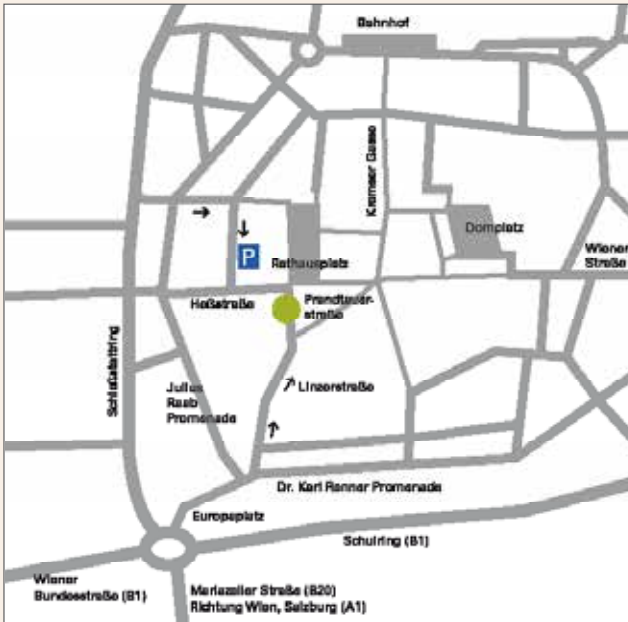 Bahnhof
Kremser Gasse
Domplatz
Wiener
Straße
P
Rathausplatz
Heßstraße
Prandtauer-
straße
Schießstattring
Julius
Raab
Promenade
Linzerstraße
Dr. Karl Renner Promenade
Europaplatz
Schulring (B1)
Wiener
Bundesstraße (B1)
Mariazeller Straße (B20)
Richtung Wien, Salzburg (A1)